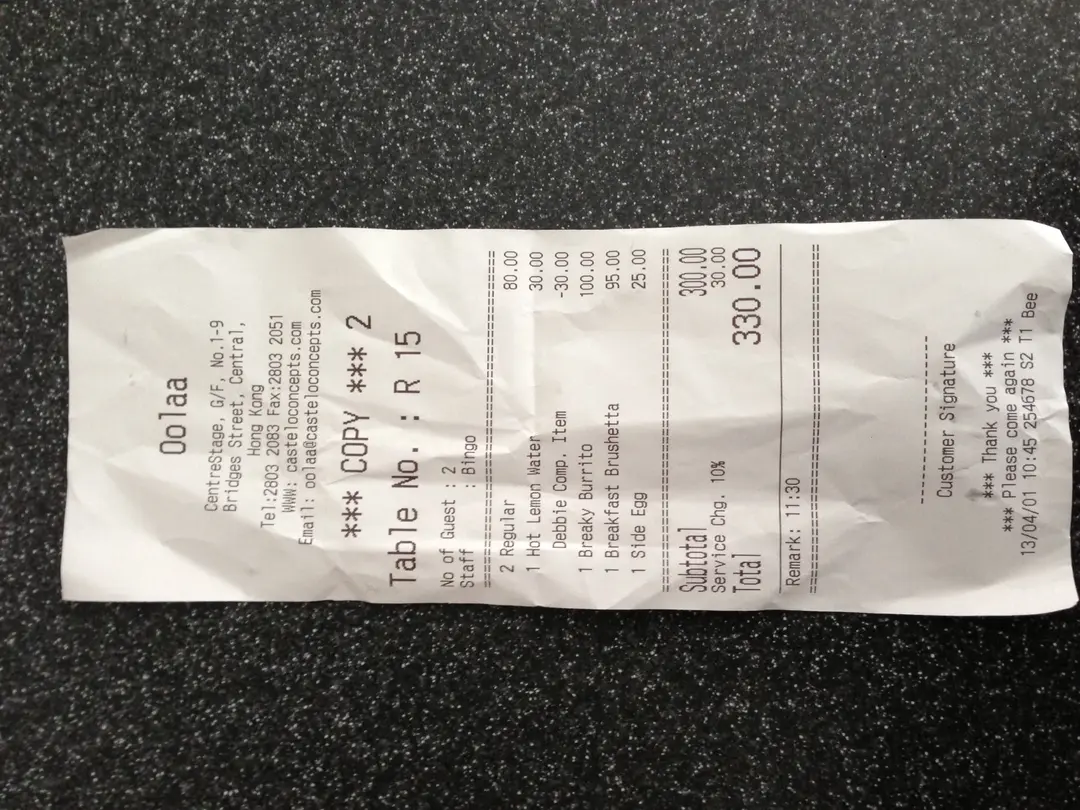 Oolaa
CentreStage, G/F, No.1-9
Bridges Street, Central,
Hong Kong
Tel:2803 2083 Fax:2803 2051
WWW: casteloconcepts.com
Email: oolaa@casteloconcepts.com
*** COPY *** 2
Table No. : R 15
No of Guest : 2
Staff : Bingo
2 Regular 80.00
1 Hot Lemon Water 30.00
Debbie Comp. Item -30.00
1 Breaky Burrito 100.00
1 Breakfast Brushetta 95.00
1 Side Egg 25.00
Subtotal 300.00
Service Chg. 10% 30.00
Total 330.00
Remark: 11:30
Customer Signature
*** Thank you ***
*** Please come again ***
13/04/01 10:45 254678 S2 T1 Bee